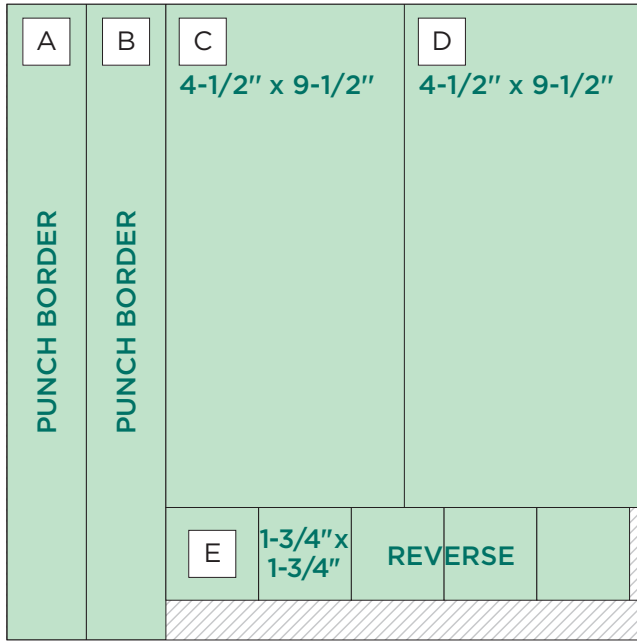 A
B
C
D
4-1/2" x 9-1/2"
4-1/2" x 9-1/2"
PUNCH BORDER
PUNCH BORDER
E
1-3/4" x
1-3/4"
REVERSE